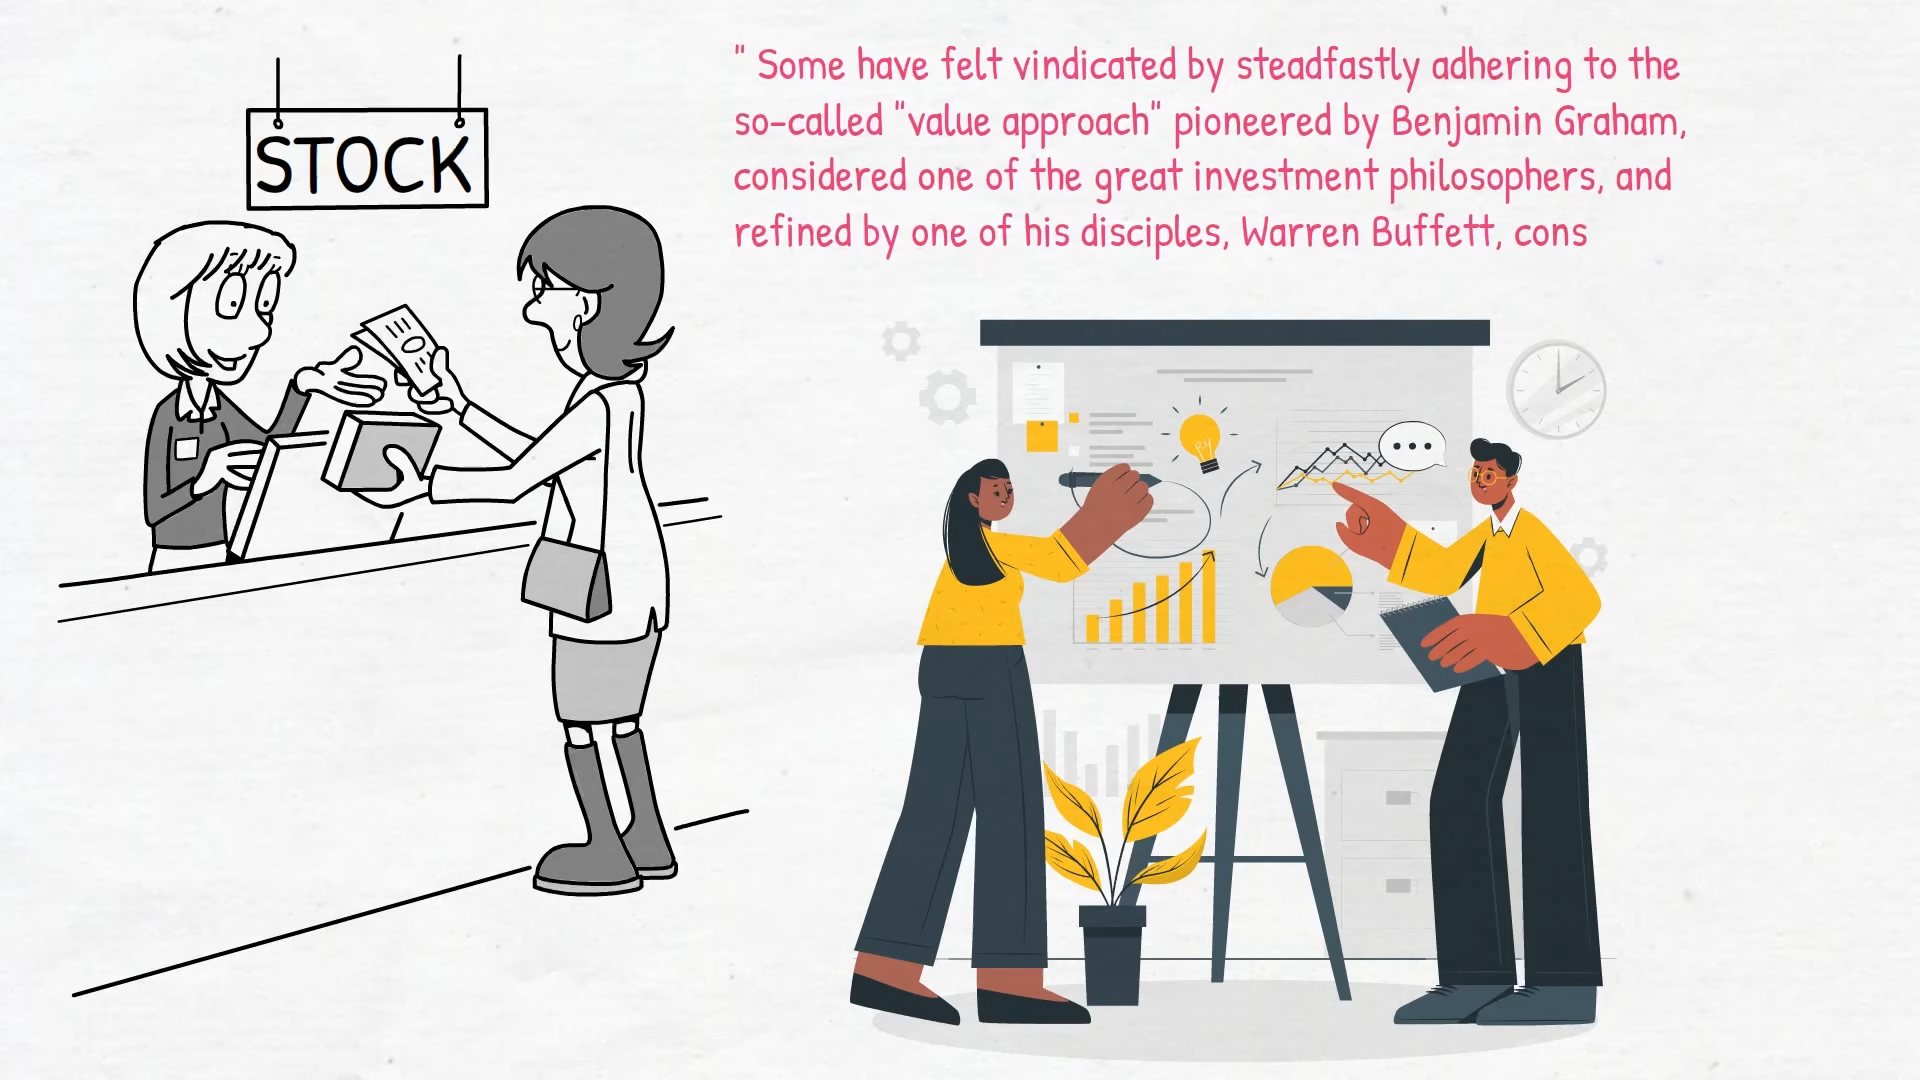 STOCK
" Some have felt vindicated by steadfastly adhering to the
so-called "value approach" pioneered by Benjamin Graham,
considered one of the great investment philosophers, and
refined by one of his disciples, Warren Buffett, cons